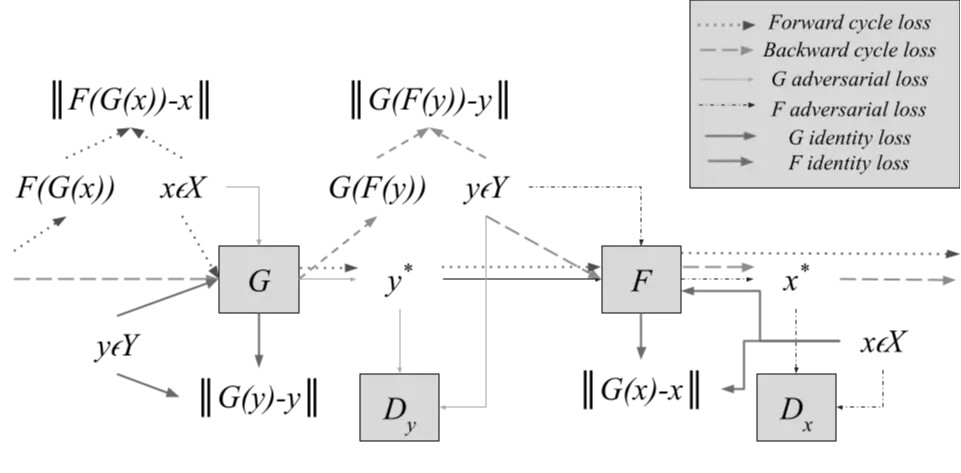 Forward cycle loss
Backward cycle loss
G adversarial loss
F adversarial loss
G identity loss
F identity loss
‖F(G(x))-x‖
‖G(F(y))-y‖
F(G(x))
xϵX
G(F(y))
yϵY
G
y*
F
x*
yϵY
xϵX
‖G(y)-y‖
D_y
‖G(x)-x‖
D_x